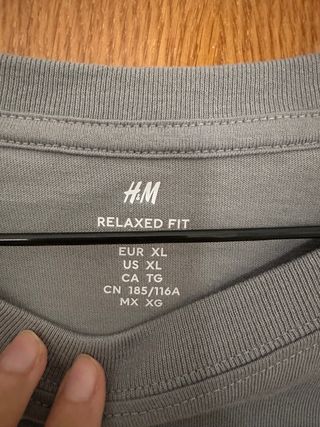 H&M
RELAXED FIT
EUR XL
US XL
CA TG
CN 185/116A
MX XG